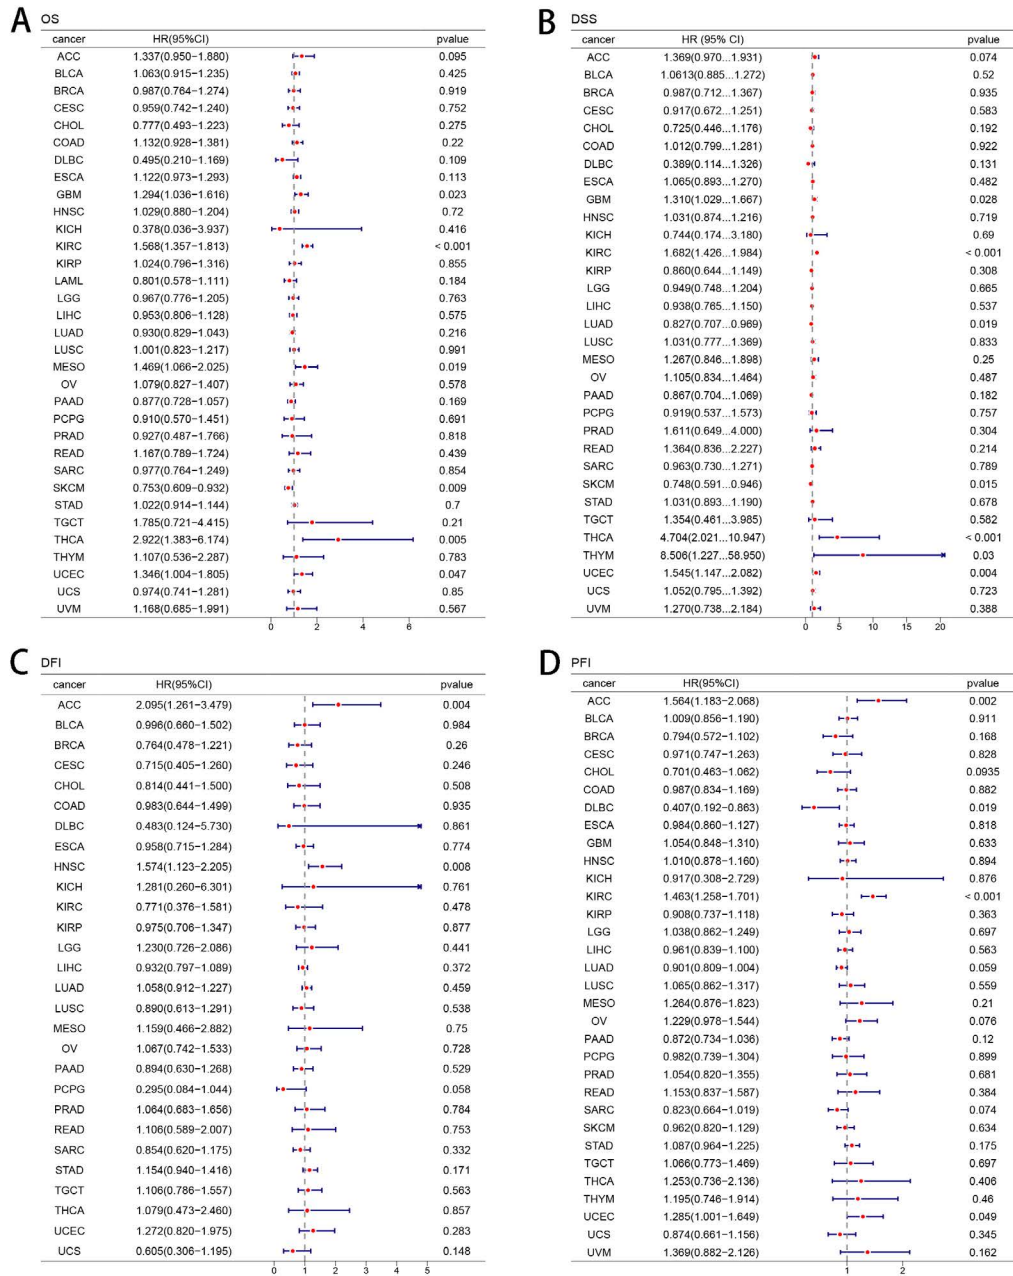 A OS
cancer HR(95%CI) pvalue
ACC 1.337(0.950−1.880) 0.095
BLCA 1.063(0.915−1.235) 0.425
BRCA 0.987(0.764−1.274) 0.919
CESC 0.959(0.742−1.240) 0.752
CHOL 0.777(0.493−1.223) 0.275
COAD 1.132(0.928−1.381) 0.22
DLBC 0.495(0.210−1.169) 0.109
ESCA 1.122(0.973−1.293) 0.113
GBM 1.294(1.036−1.616) 0.023
HNSC 1.029(0.880−1.204) 0.72
KICH 0.378(0.036−3.937) 0.416
KIRC 1.568(1.357−1.813) < 0.001
KIRP 1.024(0.796−1.316) 0.855
LAML 0.801(0.578−1.111) 0.184
LGG 0.967(0.776−1.205) 0.763
LIHC 0.953(0.806−1.128) 0.575
LUAD 0.930(0.829−1.043) 0.216
LUSC 1.001(0.823−1.217) 0.991
MESO 1.469(1.066−2.025) 0.019
OV 1.079(0.827−1.407) 0.578
PAAD 0.877(0.728−1.057) 0.169
PCPG 0.910(0.570−1.451) 0.691
PRAD 0.927(0.487−1.766) 0.818
READ 1.167(0.789−1.724) 0.439
SARC 0.977(0.764−1.249) 0.854
SKCM 0.753(0.609−0.932) 0.009
STAD 1.022(0.914−1.144) 0.7
TGCT 1.785(0.721−4.415) 0.21
THCA 2.922(1.383−6.174) 0.005
THYM 1.107(0.536−2.287) 0.783
UCEC 1.346(1.004−1.805) 0.047
UCS 0.974(0.741−1.281) 0.85
UVM 1.168(0.685−1.991) 0.567
0 2 4 6
B DSS
cancer HR (95% CI) pvalue
ACC 1.369(0.970...1.931) 0.074
BLCA 1.0613(0.885...1.272) 0.52
BRCA 0.987(0.712...1.367) 0.935
CESC 0.917(0.672...1.251) 0.583
CHOL 0.725(0.446...1.176) 0.192
COAD 1.012(0.799...1.281) 0.922
DLBC 0.389(0.114...1.326) 0.131
ESCA 1.065(0.893...1.270) 0.482
GBM 1.310(1.029...1.667) 0.028
HNSC 1.031(0.874...1.216) 0.719
KICH 0.744(0.174...3.180) 0.69
KIRC 1.682(1.426...1.984) < 0.001
KIRP 0.860(0.644...1.149) 0.308
LGG 0.949(0.748...1.204) 0.665
LIHC 0.938(0.765...1.150) 0.537
LUAD 0.827(0.707...0.969) 0.019
LUSC 1.031(0.777...1.369) 0.833
MESO 1.267(0.846...1.898) 0.25
OV 1.105(0.834...1.464) 0.487
PAAD 0.867(0.704...1.069) 0.182
PCPG 0.919(0.537...1.573) 0.757
PRAD 1.611(0.649...4.000) 0.304
READ 1.364(0.836...2.227) 0.214
SARC 0.963(0.730...1.271) 0.789
SKCM 0.748(0.591...0.946) 0.015
STAD 1.031(0.893...1.190) 0.678
TGCT 1.354(0.461...3.985) 0.582
THCA 4.704(2.021...10.947) < 0.001
THYM 8.506(1.227...58.950) 0.03
UCEC 1.545(1.147...2.082) 0.004
UCS 1.052(0.795...1.392) 0.723
UVM 1.270(0.738...2.184) 0.388
0 5 10 15 20
C DFI
cancer HR(95%CI) pvalue
ACC 2.095(1.261−3.479) 0.004
BLCA 0.996(0.660−1.502) 0.984
BRCA 0.764(0.478−1.221) 0.26
CESC 0.715(0.405−1.260) 0.246
CHOL 0.814(0.441−1.500) 0.508
COAD 0.983(0.644−1.499) 0.935
DLBC 0.483(0.124−5.730) 0.861
ESCA 0.958(0.715−1.284) 0.774
HNSC 1.574(1.123−2.205) 0.008
KICH 1.281(0.260−6.301) 0.761
KIRC 0.771(0.376−1.581) 0.478
KIRP 0.975(0.706−1.347) 0.877
LGG 1.230(0.726−2.086) 0.441
LIHC 0.932(0.797−1.089) 0.372
LUAD 1.058(0.912−1.227) 0.459
LUSC 0.890(0.613−1.291) 0.538
MESO 1.159(0.466−2.882) 0.75
OV 1.067(0.742−1.533) 0.728
PAAD 0.894(0.630−1.268) 0.529
PCPG 0.295(0.084−1.044) 0.058
PRAD 1.064(0.683−1.656) 0.784
READ 1.106(0.589−2.007) 0.753
SARC 0.854(0.620−1.175) 0.332
STAD 1.154(0.940−1.416) 0.171
TGCT 1.106(0.786−1.557) 0.563
THCA 1.079(0.473−2.460) 0.857
UCEC 1.272(0.820−1.975) 0.283
UCS 0.605(0.306−1.195) 0.148
0 1 2 3 4 5
D PFI
cancer HR(95%CI) pvalue
ACC 1.564(1.183−2.068) 0.002
BLCA 1.009(0.856−1.190) 0.911
BRCA 0.794(0.572−1.102) 0.168
CESC 0.971(0.747−1.263) 0.828
CHOL 0.701(0.463−1.062) 0.0935
COAD 0.987(0.834−1.169) 0.882
DLBC 0.407(0.192−0.863) 0.019
ESCA 0.984(0.860−1.127) 0.818
GBM 1.054(0.848−1.310) 0.633
HNSC 1.010(0.878−1.160) 0.894
KICH 0.917(0.308−2.729) 0.876
KIRC 1.463(1.258−1.701) < 0.001
KIRP 0.908(0.737−1.118) 0.363
LGG 1.038(0.862−1.249) 0.697
LIHC 0.961(0.839−1.100) 0.563
LUAD 0.901(0.809−1.004) 0.059
LUSC 1.065(0.862−1.317) 0.559
MESO 1.264(0.876−1.823) 0.21
OV 1.229(0.978−1.544) 0.076
PAAD 0.872(0.734−1.036) 0.12
PCPG 0.982(0.739−1.304) 0.899
PRAD 1.054(0.820−1.355) 0.681
READ 1.153(0.837−1.587) 0.384
SARC 0.823(0.664−1.019) 0.074
SKCM 0.962(0.820−1.129) 0.634
STAD 1.087(0.964−1.225) 0.175
TGCT 1.066(0.773−1.469) 0.697
THCA 1.253(0.736−2.136) 0.406
THYM 1.195(0.746−1.914) 0.46
UCEC 1.285(1.001−1.649) 0.049
UCS 0.874(0.661−1.156) 0.345
UVM 1.369(0.882−2.126) 0.162
1 2